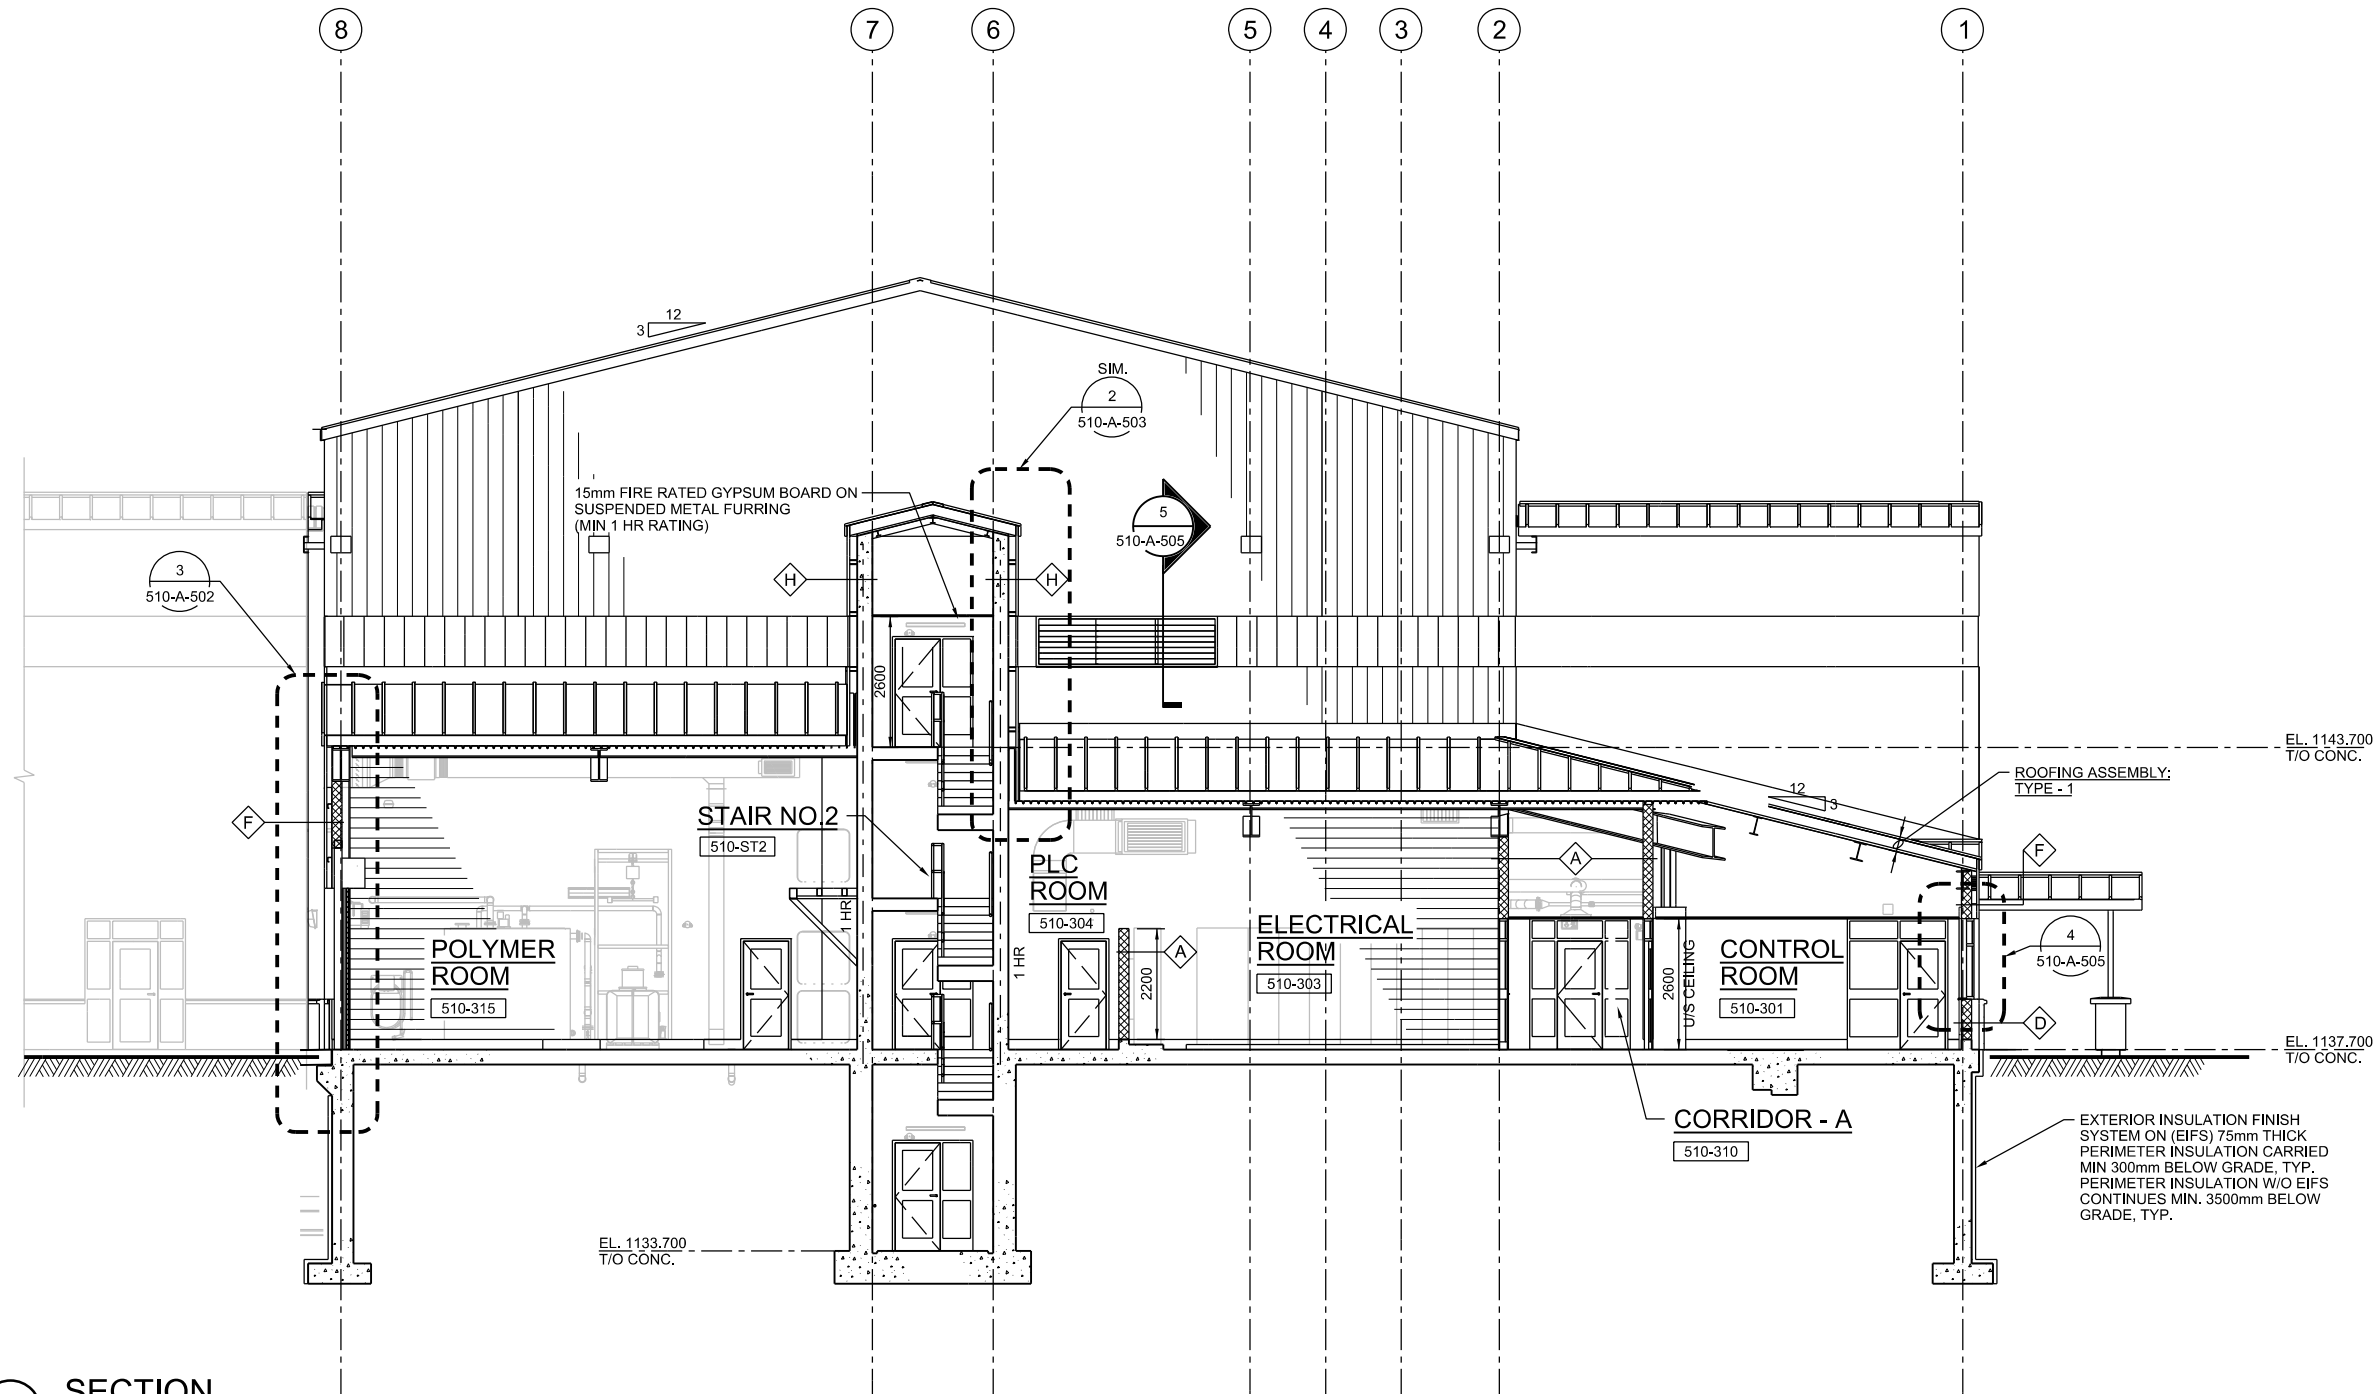 8
7
6
5
4
3
2
1
12
3
SIM.
2
510-A-503
15mm FIRE RATED GYPSUM BOARD ON
SUSPENDED METAL FURRING
(MIN 1 HR RATING)
5
510-A-505
3
510-A-502
H
H
2600
EL. 1143.700
T/O CONC.
ROOFING ASSEMBLY:
TYPE - 1
12
3
F
STAIR NO.2
510-ST2
PLC
ROOM
510-304
A
F
1 HR
1 HR
POLYMER
ROOM
510-315
A
2200
ELECTRICAL
ROOM
510-303
2600
U/S CEILING
CONTROL
ROOM
510-301
4
510-A-505
D
EL. 1137.700
T/O CONC.
CORRIDOR - A
510-310
EXTERIOR INSULATION FINISH
SYSTEM ON (EIFS) 75mm THICK
PERIMETER INSULATION CARRIED
MIN 300mm BELOW GRADE, TYP.
PERIMETER INSULATION W/O EIFS
CONTINUES MIN. 3500mm BELOW
GRADE, TYP.
EL. 1133.700
T/O CONC.
SECTION